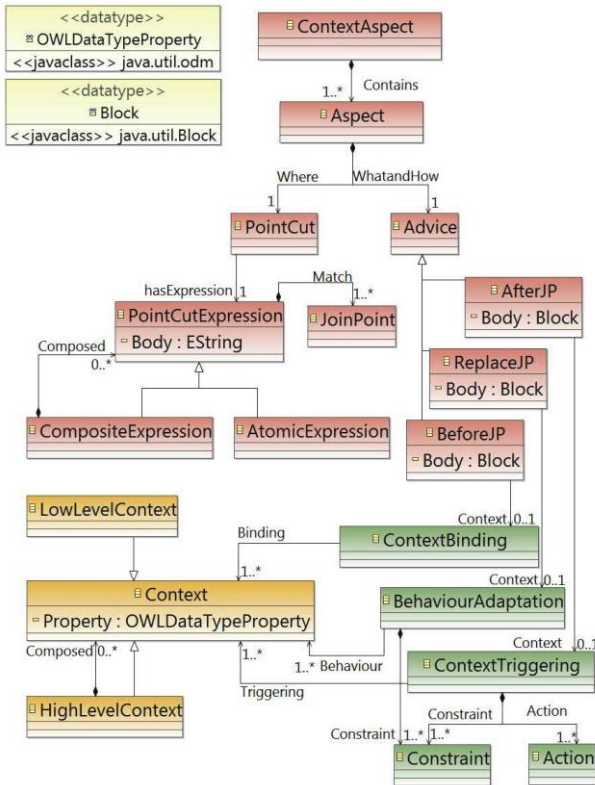 <<datatype>>
OWLDataTypeProperty
<<javaclass>> java.util.odm
<<datatype>>
Block
<<javaclass>> java.util.Block
ContextAspect
Contains
1..*
Aspect
Where
WhatandHow
1
1
PointCut
Advice
hasExpression
1
Match
1..*
PointCutExpression
Body : EString
JoinPoint
AfterJP
Body : Block
Composed
0..*
ReplaceJP
Body : Block
CompositeExpression
AtomicExpression
BeforeJP
Body : Block
LowLevelContext
Context
0..1
Binding
1..*
ContextBinding
Context
Property : OWLDataTypeProperty
Context
0..1
BehaviourAdaptation
Composed
0..*
1..*
1..*
Behaviour
Context
0..1
ContextTriggering
Triggering
HighLevelContext
Constraint
Action
Constraint
1..*
1..*
1..*
Constraint
Action